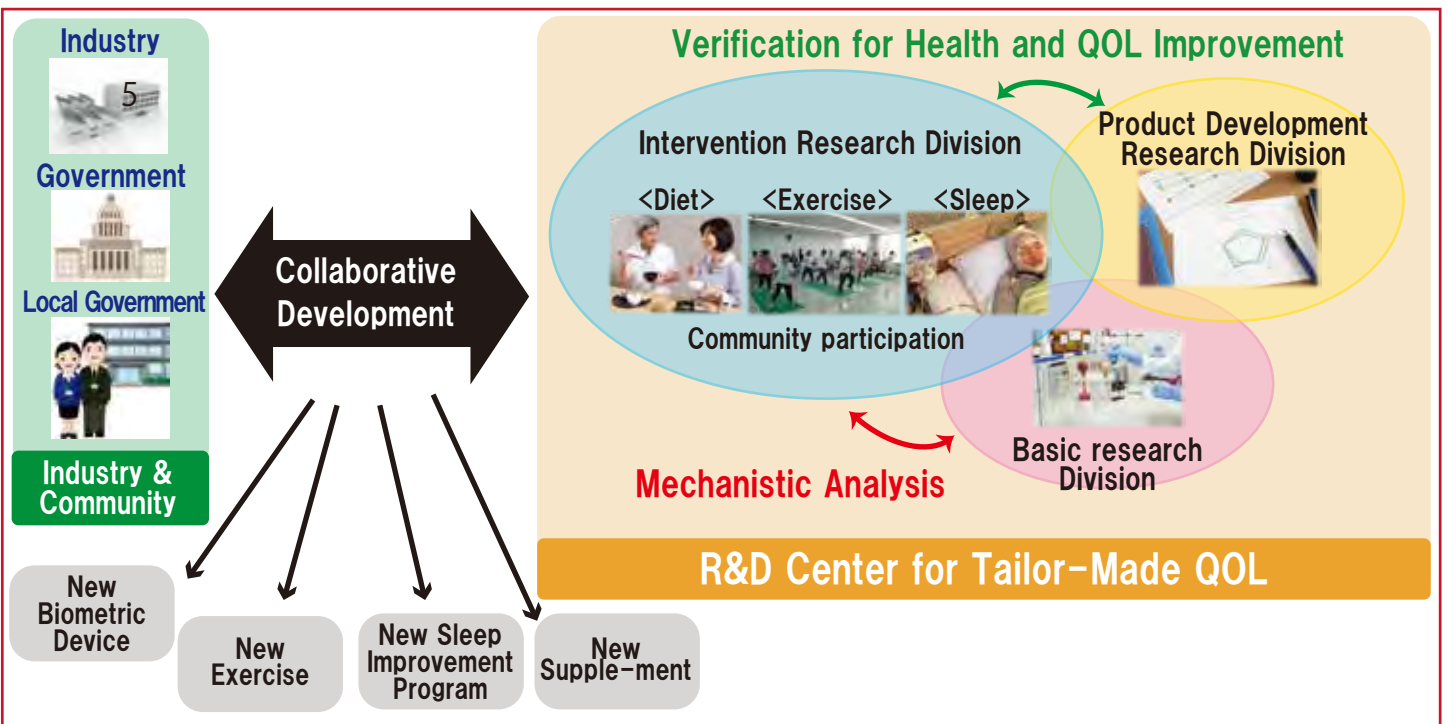 Industry
5
Government
Local Government
Industry &
Community
Collaborative
Development
Verification for Health and QOL Improvement
Intervention Research Division
<Diet>
<Exercise>
<Sleep>
Community participation
Product Development
Research Division
Basic research
Division
Mechanistic Analysis
R&D Center for Tailor-Made QOL
New
Biometric
Device
New
Exercise
New Sleep
Improvement
Program
New
Supple-ment